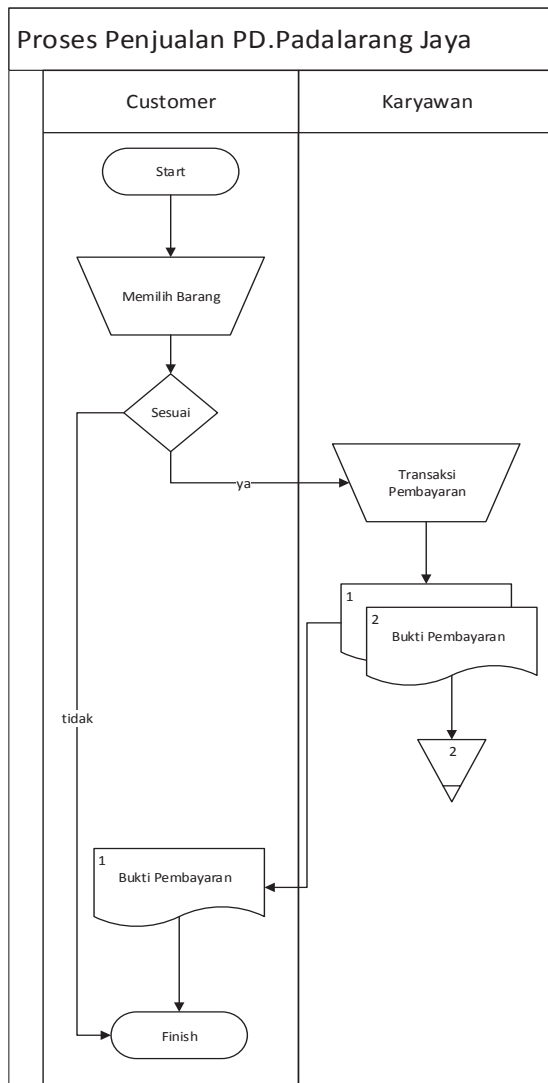 Proses Penjualan PD.Padalarang Jaya
Customer
Karyawan
Start
Memilih Barang
Sesuai
ya
Transaksi
Pembayaran
1
2
Bukti Pembayaran
tidak
2
1
Bukti Pembayaran
Finish